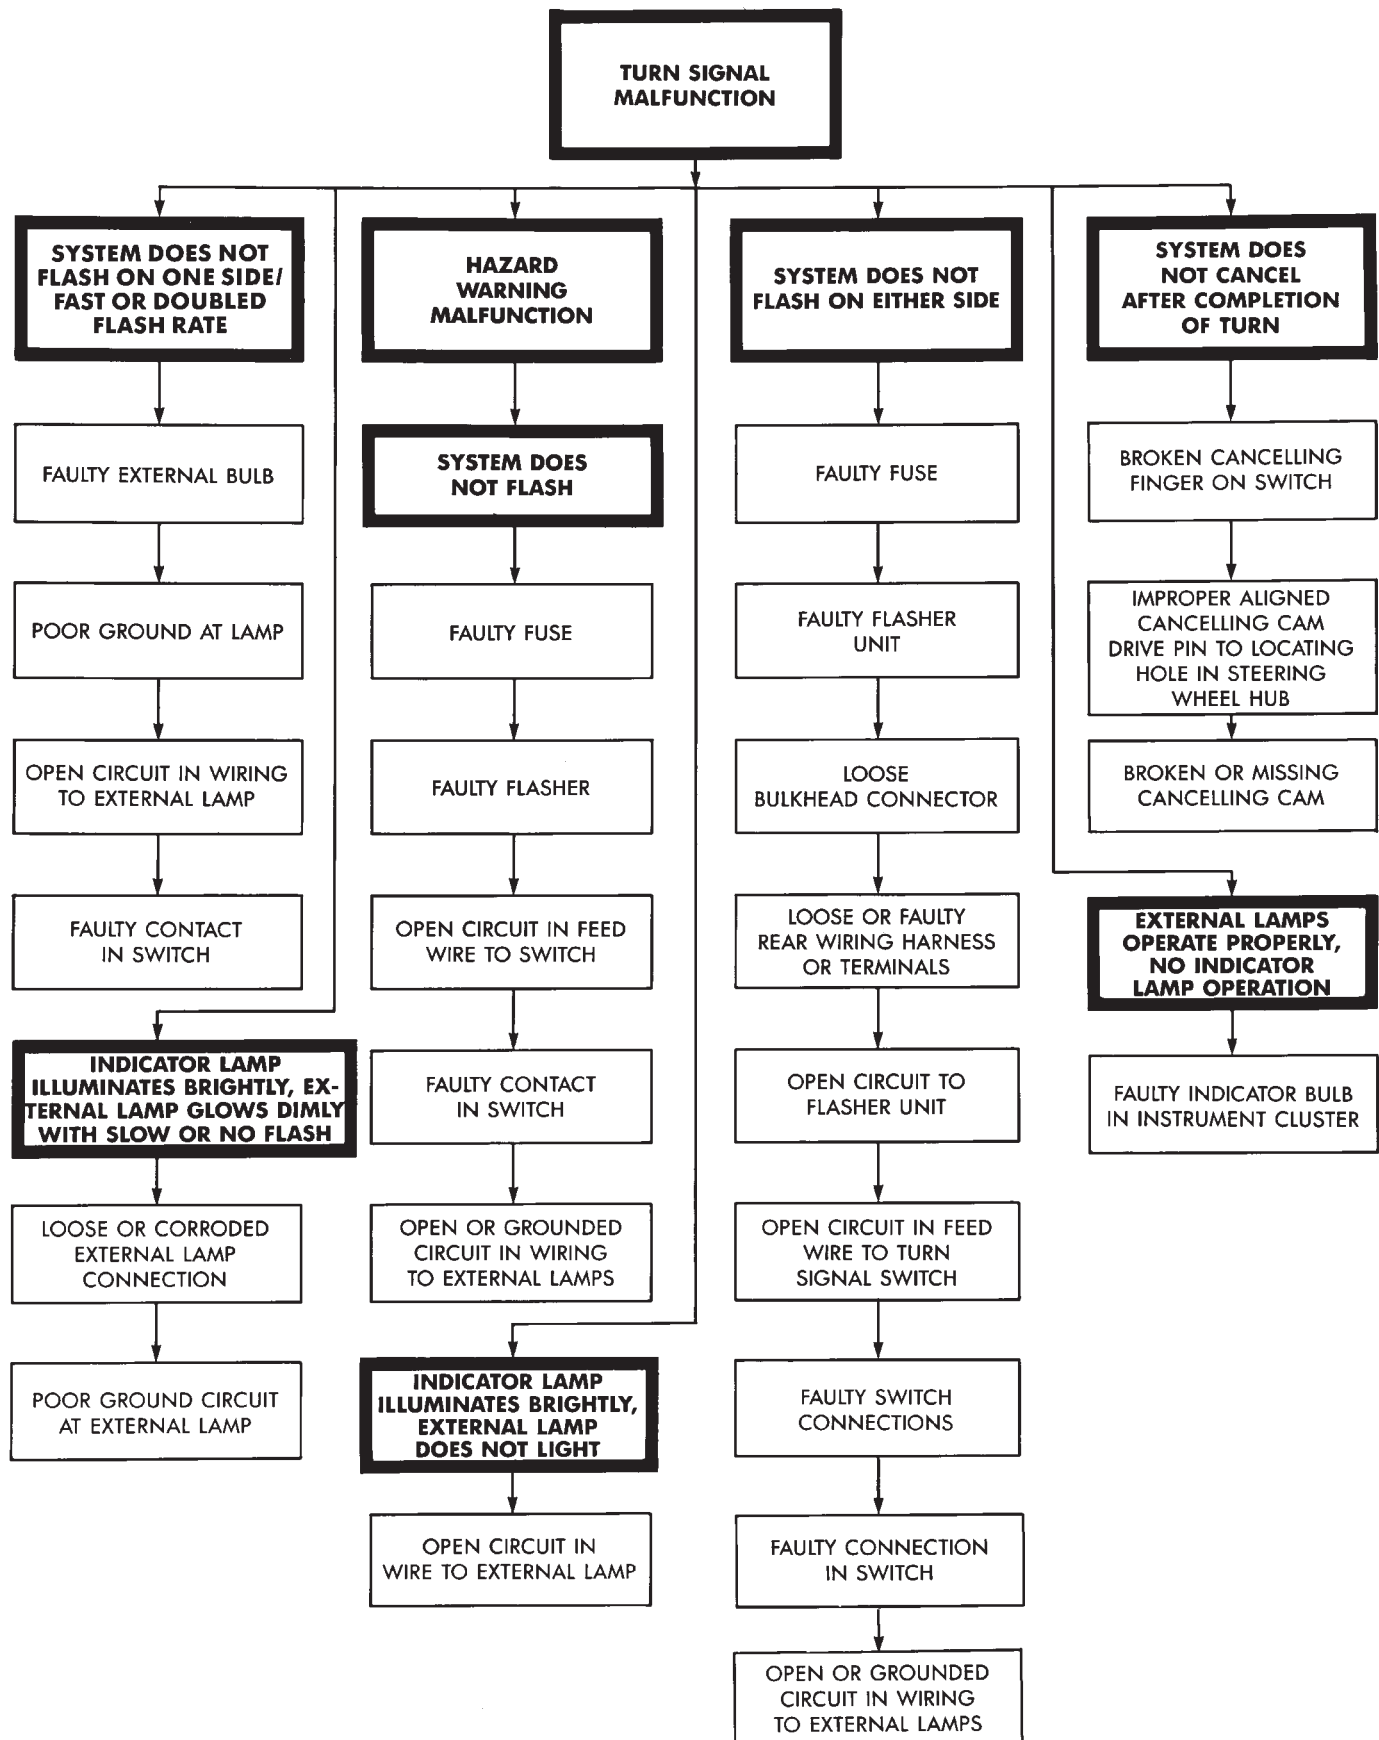 TURN SIGNAL
MALFUNCTION
SYSTEM DOES NOT
FLASH ON ONE SIDE/
FAST OR DOUBLED
FLASH RATE
FAULTY EXTERNAL BULB
POOR GROUND AT LAMP
OPEN CIRCUIT IN WIRING
TO EXTERNAL LAMP
FAULTY CONTACT
IN SWITCH
INDICATOR LAMP
ILLUMINATES BRIGHTLY, EX-
TERNAL LAMP GLOWS DIMLY
WITH SLOW OR NO FLASH
LOOSE OR CORRODED
EXTERNAL LAMP
CONNECTION
POOR GROUND CIRCUIT
AT EXTERNAL LAMP
HAZARD
WARNING
MALFUNCTION
SYSTEM DOES
NOT FLASH
FAULTY FUSE
FAULTY FLASHER
OPEN CIRCUIT IN FEED
WIRE TO SWITCH
FAULTY CONTACT
IN SWITCH
OPEN OR GROUNDED
CIRCUIT IN WIRING
TO EXTERNAL LAMPS
INDICATOR LAMP
ILLUMINATES BRIGHTLY,
EXTERNAL LAMP
DOES NOT LIGHT
OPEN CIRCUIT IN
WIRE TO EXTERNAL LAMP
SYSTEM DOES NOT
FLASH ON EITHER SIDE
FAULTY FUSE
FAULTY FLASHER
UNIT
LOOSE
BULKHEAD CONNECTOR
LOOSE OR FAULTY
REAR WIRING HARNESS
OR TERMINALS
OPEN CIRCUIT TO
FLASHER UNIT
OPEN CIRCUIT IN FEED
WIRE TO TURN
SIGNAL SWITCH
FAULTY SWITCH
CONNECTIONS
FAULTY CONNECTION
IN SWITCH
OPEN OR GROUNDED
CIRCUIT IN WIRING
TO EXTERNAL LAMPS
SYSTEM DOES
NOT CANCEL
AFTER COMPLETION
OF TURN
BROKEN CANCELLING
FINGER ON SWITCH
IMPROPER ALIGNED
CANCELLING CAM
DRIVE PIN TO LOCATING
HOLE IN STEERING
WHEEL HUB
BROKEN OR MISSING
CANCELLING CAM
EXTERNAL LAMPS
OPERATE PROPERLY,
NO INDICATOR
LAMP OPERATION
FAULTY INDICATOR BULB
IN INSTRUMENT CLUSTER